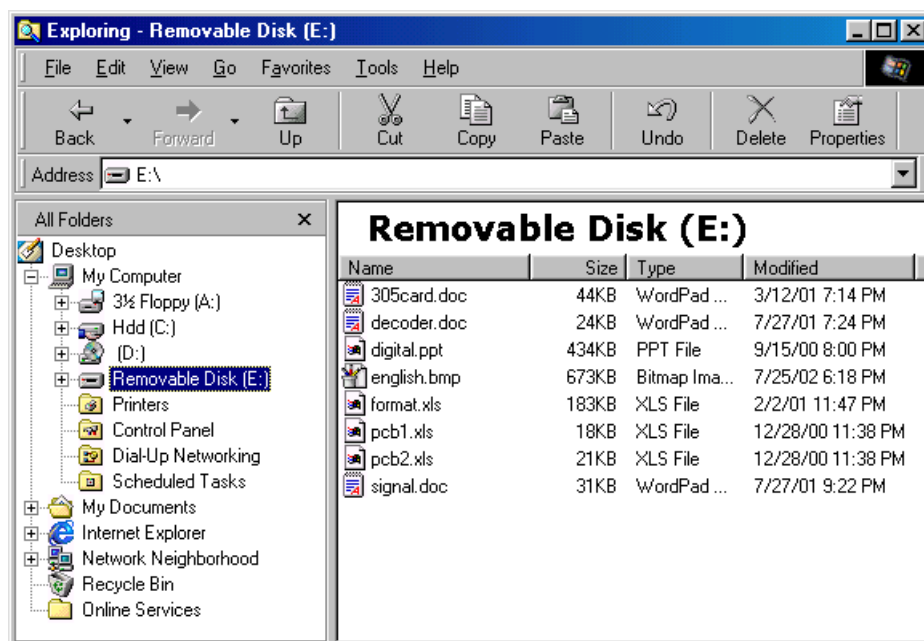 Exploring - Removable Disk (E:)
File Edit View Go Favorites Tools Help
Back Forward Up Cut Copy Paste Undo Delete Properties
Address E:\
All Folders
Desktop
My Computer
3½ Floppy (A:)
Hdd (C:)
(D:)
Removable Disk (E:)
Printers
Control Panel
Dial-Up Networking
Scheduled Tasks
My Documents
Internet Explorer
Network Neighborhood
Recycle Bin
Online Services
Removable Disk (E:)
Name Size Type Modified
305card.doc 44KB WordPad ... 3/12/01 7:14 PM
decoder.doc 24KB WordPad ... 7/27/01 7:24 PM
digital.ppt 434KB PPT File 9/15/00 8:00 PM
english.bmp 673KB Bitmap Ima... 7/25/02 6:18 PM
format.xls 183KB XLS File 2/2/01 11:47 PM
pcb1.xls 18KB XLS File 12/28/00 11:38 PM
pcb2.xls 21KB XLS File 12/28/00 11:38 PM
signal.doc 31KB WordPad ... 7/27/01 9:22 PM